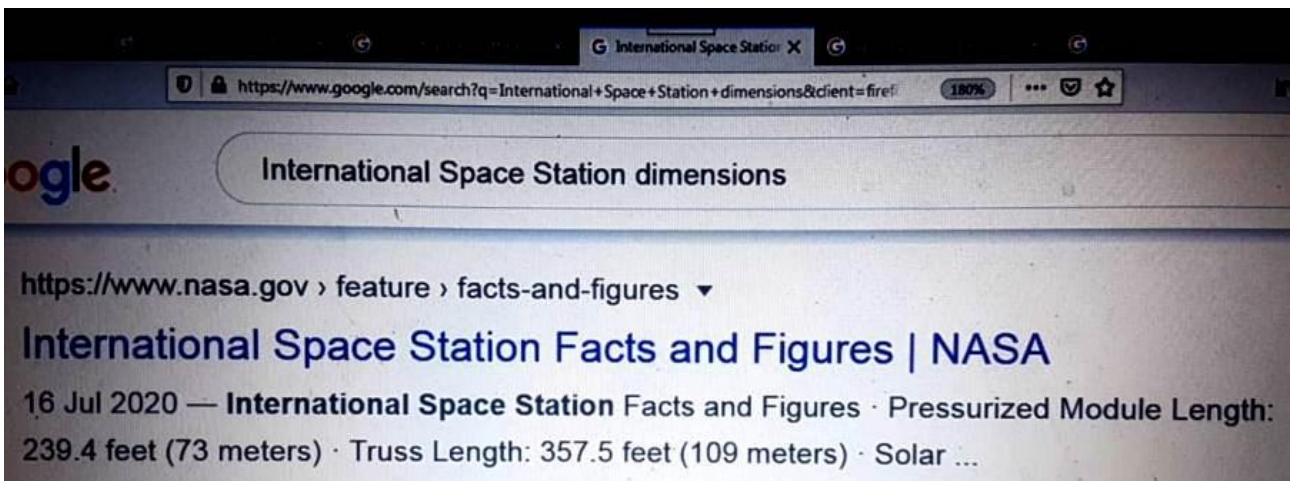 International Space Station
https://www.google.com/search?q=International+Space+Station+dimensions&client=firef
180%
ogle
International Space Station dimensions
https://www.nasa.gov › feature › facts-and-figures
International Space Station Facts and Figures | NASA
16 Jul 2020 — International Space Station Facts and Figures · Pressurized Module Length:
239.4 feet (73 meters) · Truss Length: 357.5 feet (109 meters) · Solar ...